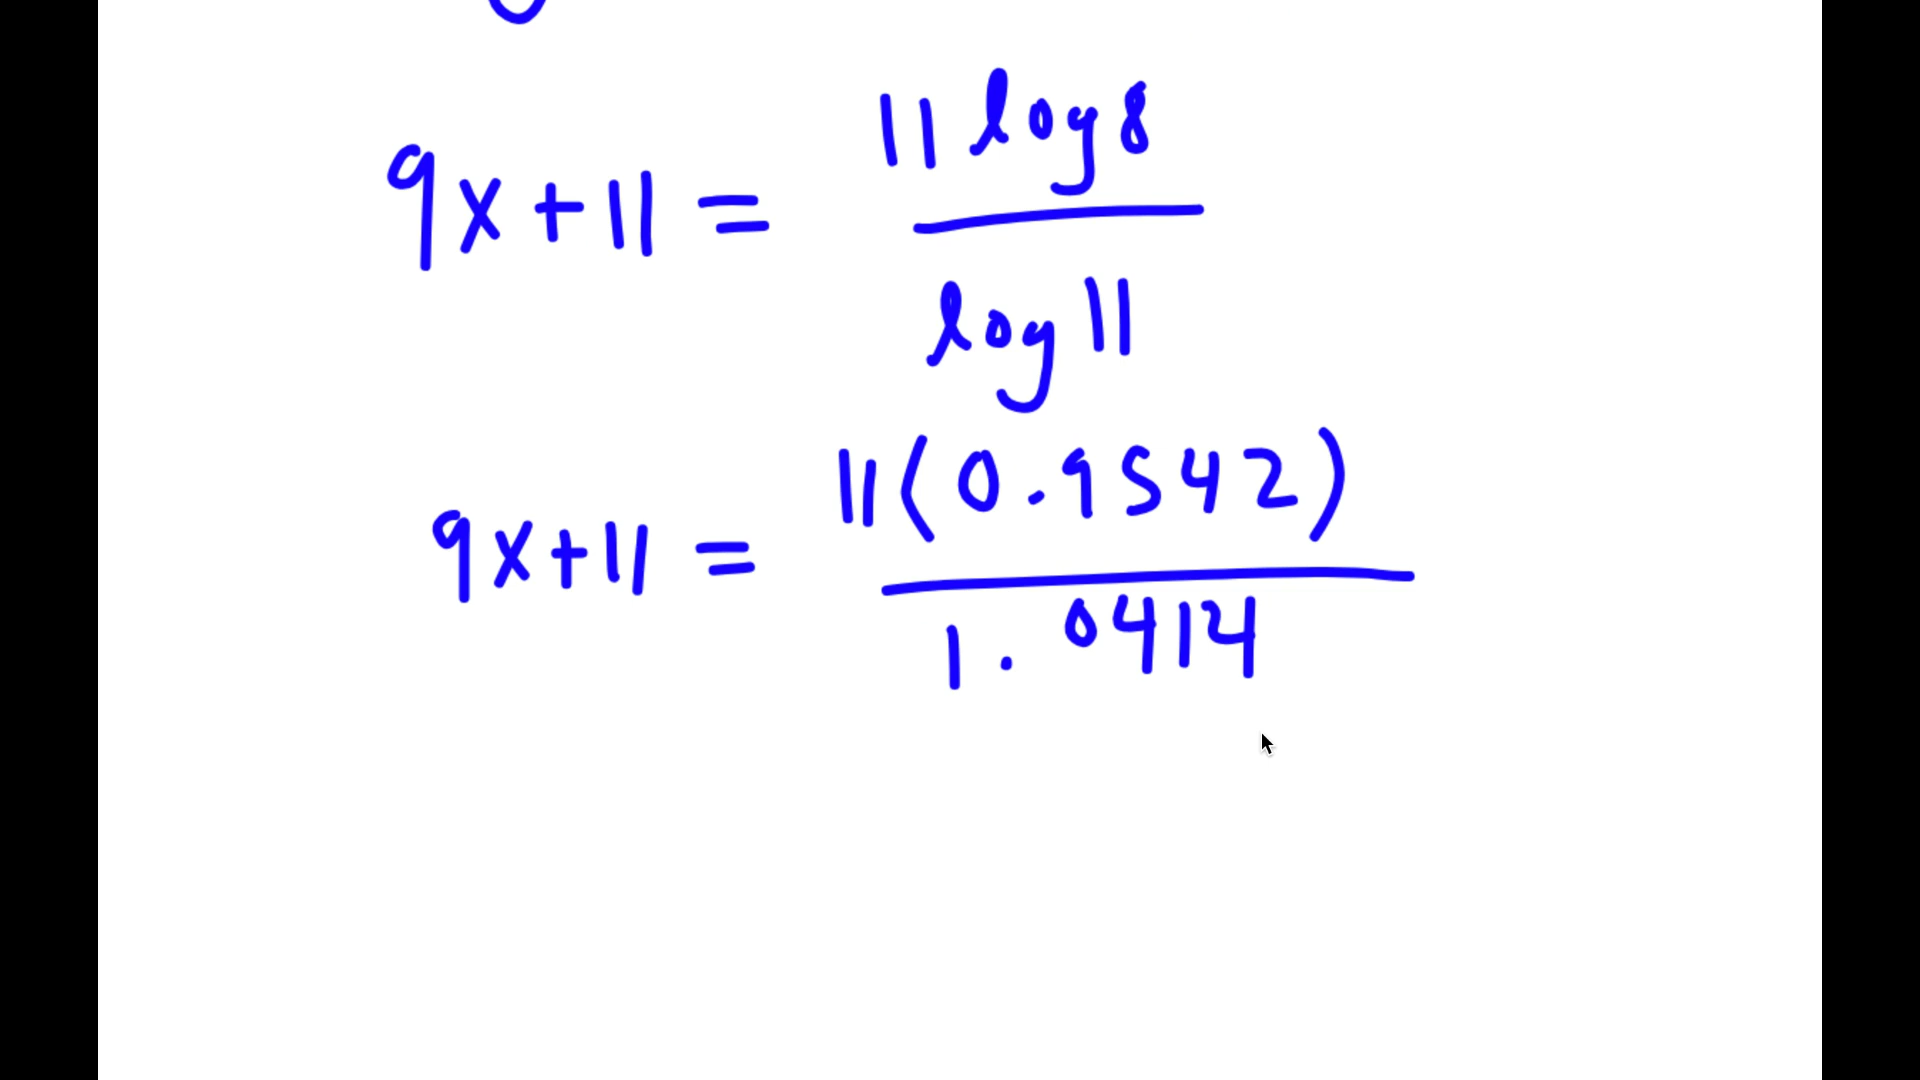 9x+11 = 11 log 8 / log 11
9x+11 = 11(0.9542) / 1.0414